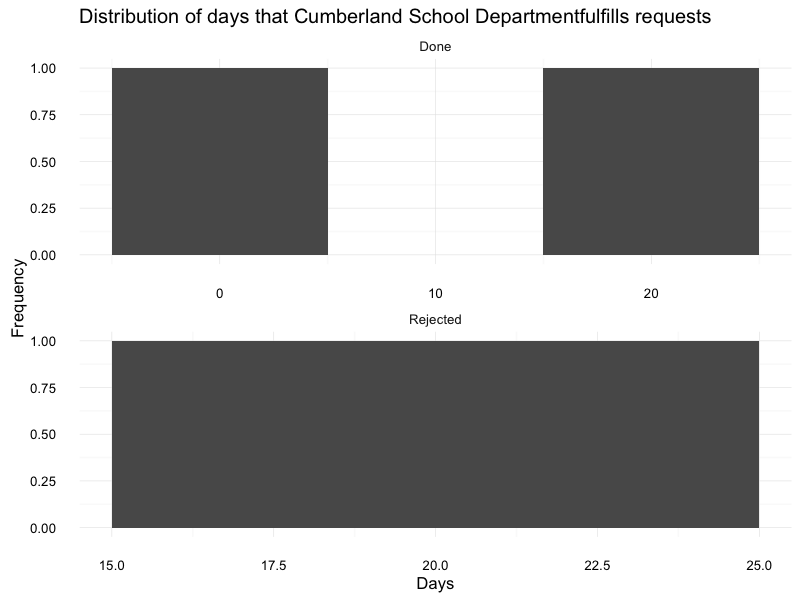 Distribution of days that Cumberland School Departmentfulfills requests
Done
1.00
0.75
0.50
0.25
0.00
0 10 20
Frequency
Rejected
1.00
0.75
0.50
0.25
0.00
15.0 17.5 20.0 22.5 25.0
Days